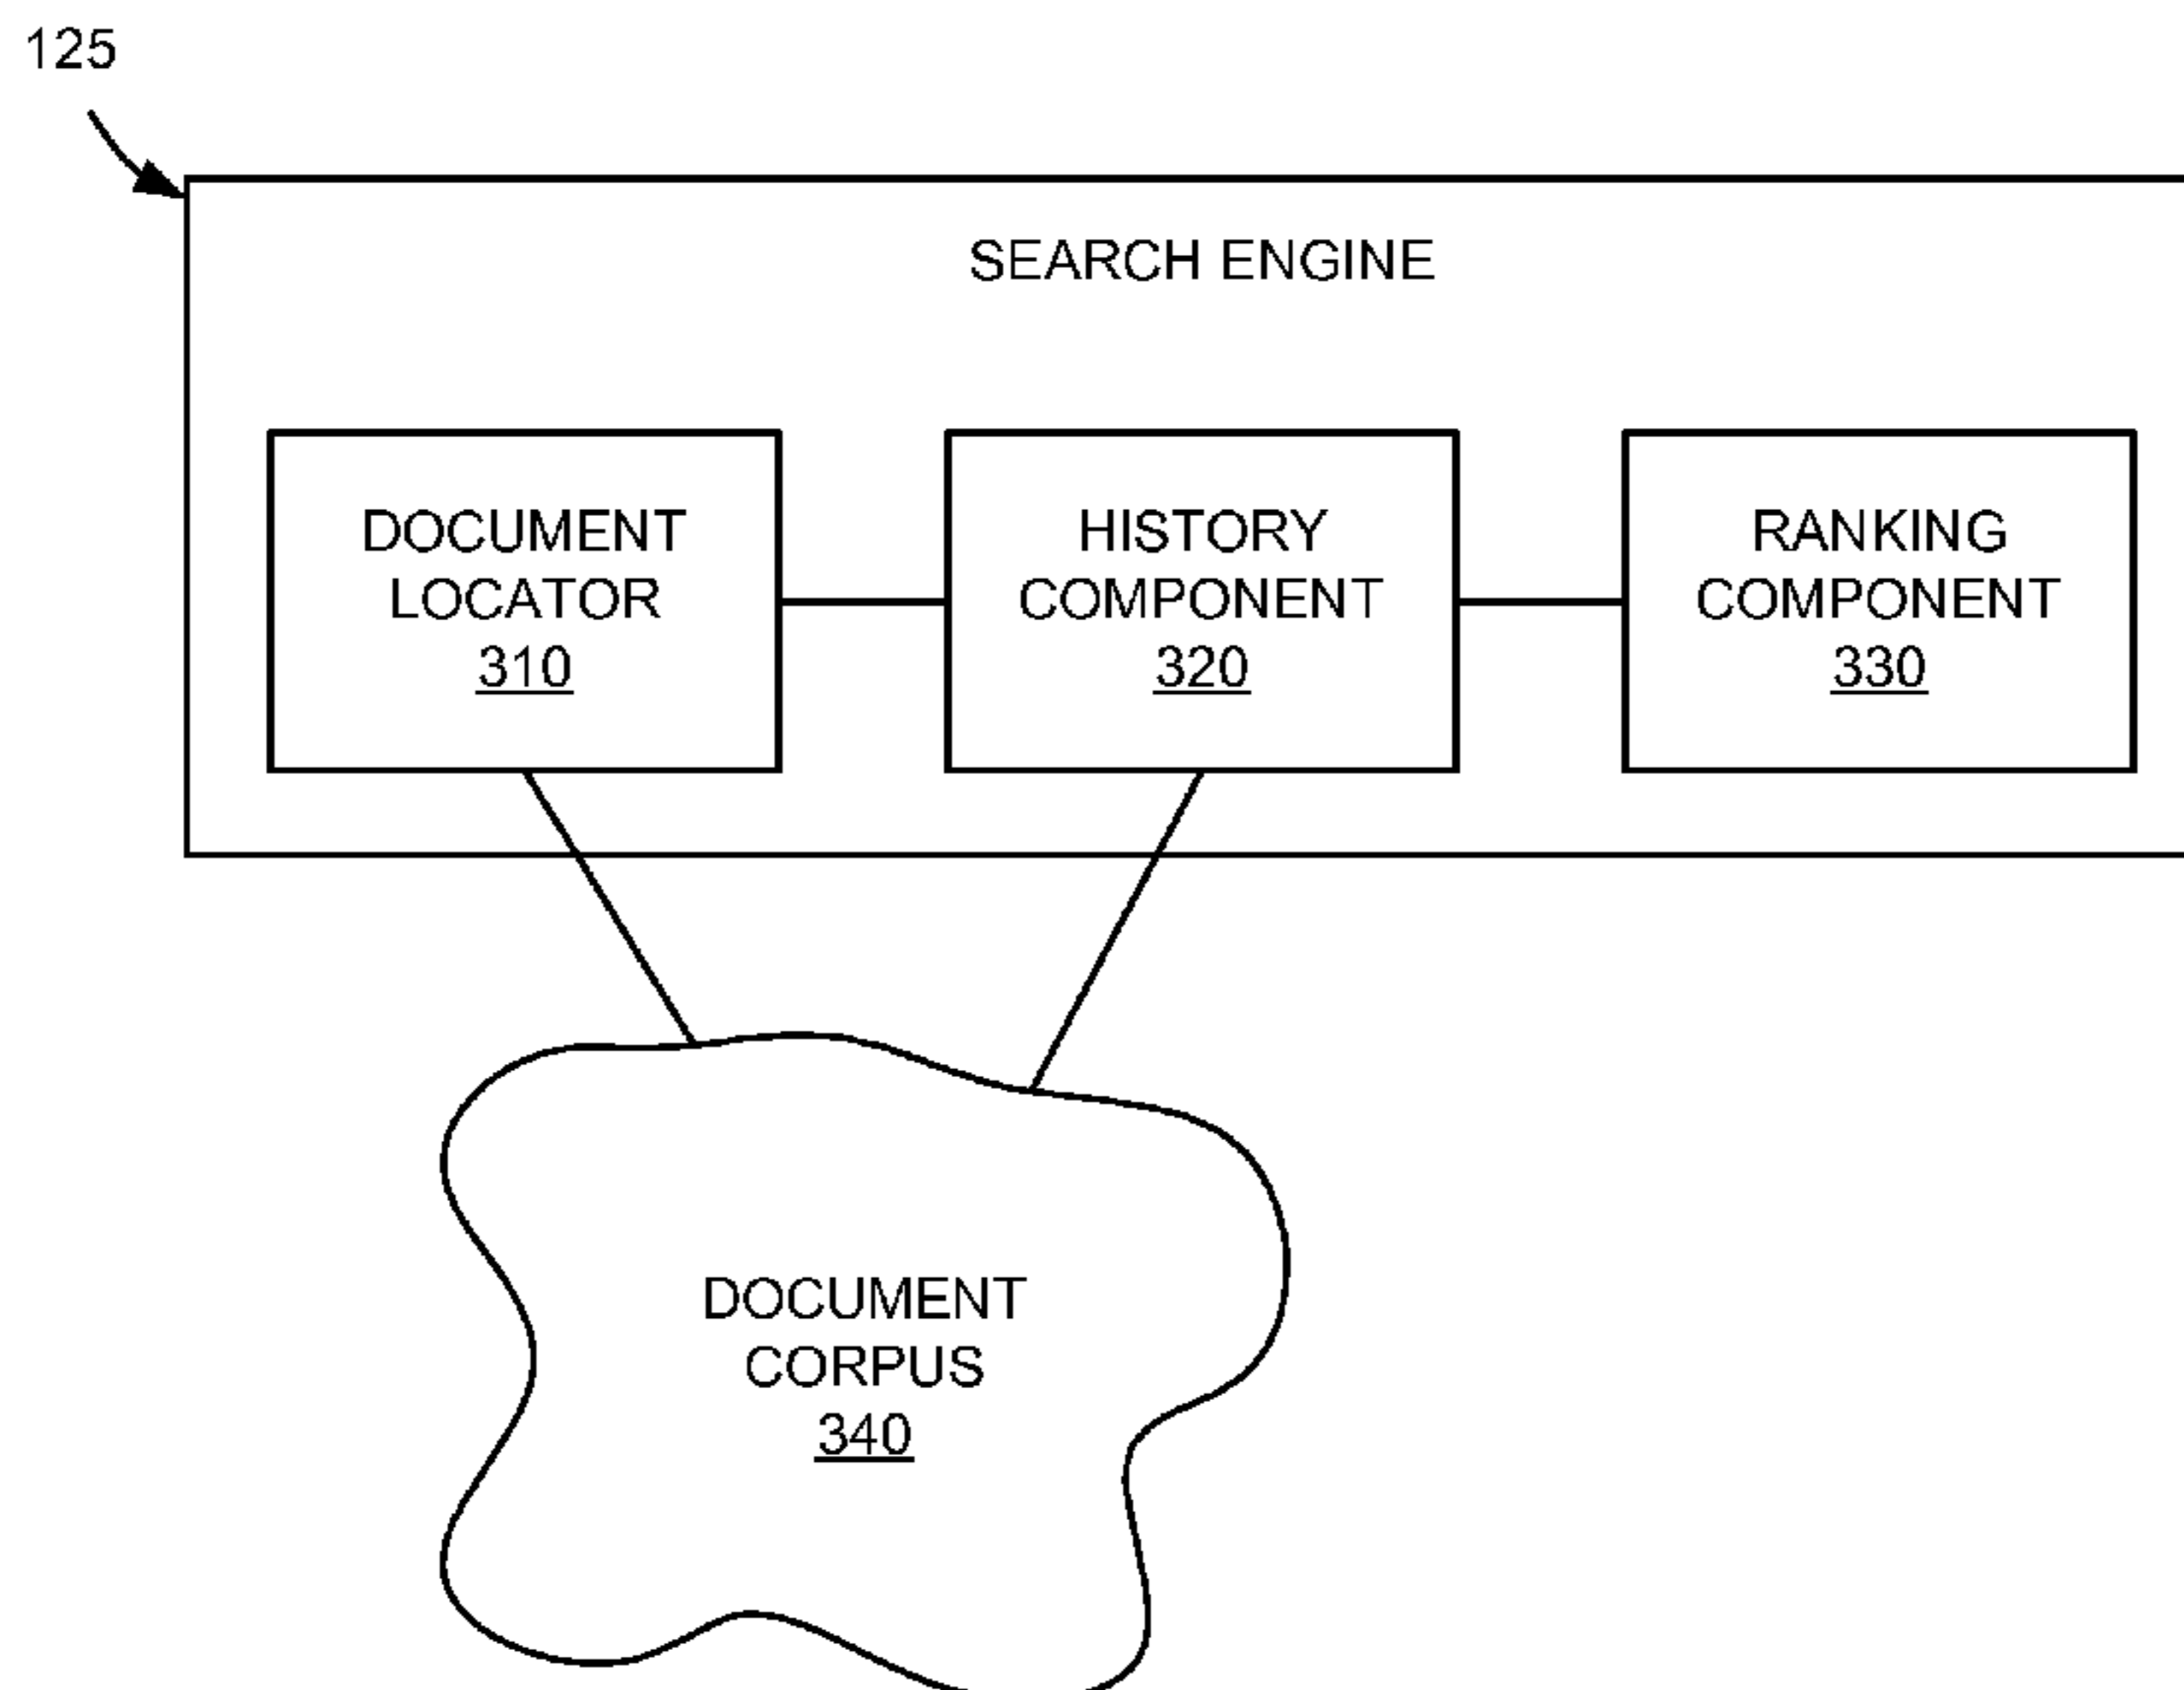 125
SEARCH ENGINE
DOCUMENT
LOCATOR
310
HISTORY
COMPONENT
320
RANKING
COMPONENT
330
DOCUMENT
CORPUS
340